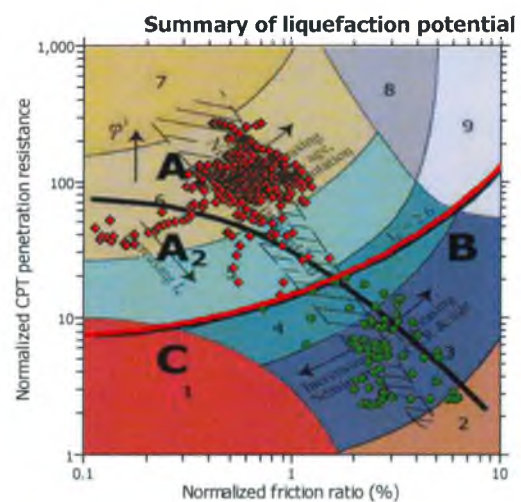 Summary of liquefaction potential
Normalized CPT penetration resistance
1,000
100
10
1
7
8
9
φ'
A
6
A2
B
4
3
C
1
2
0.1
1
10
Normalized friction ratio (%)